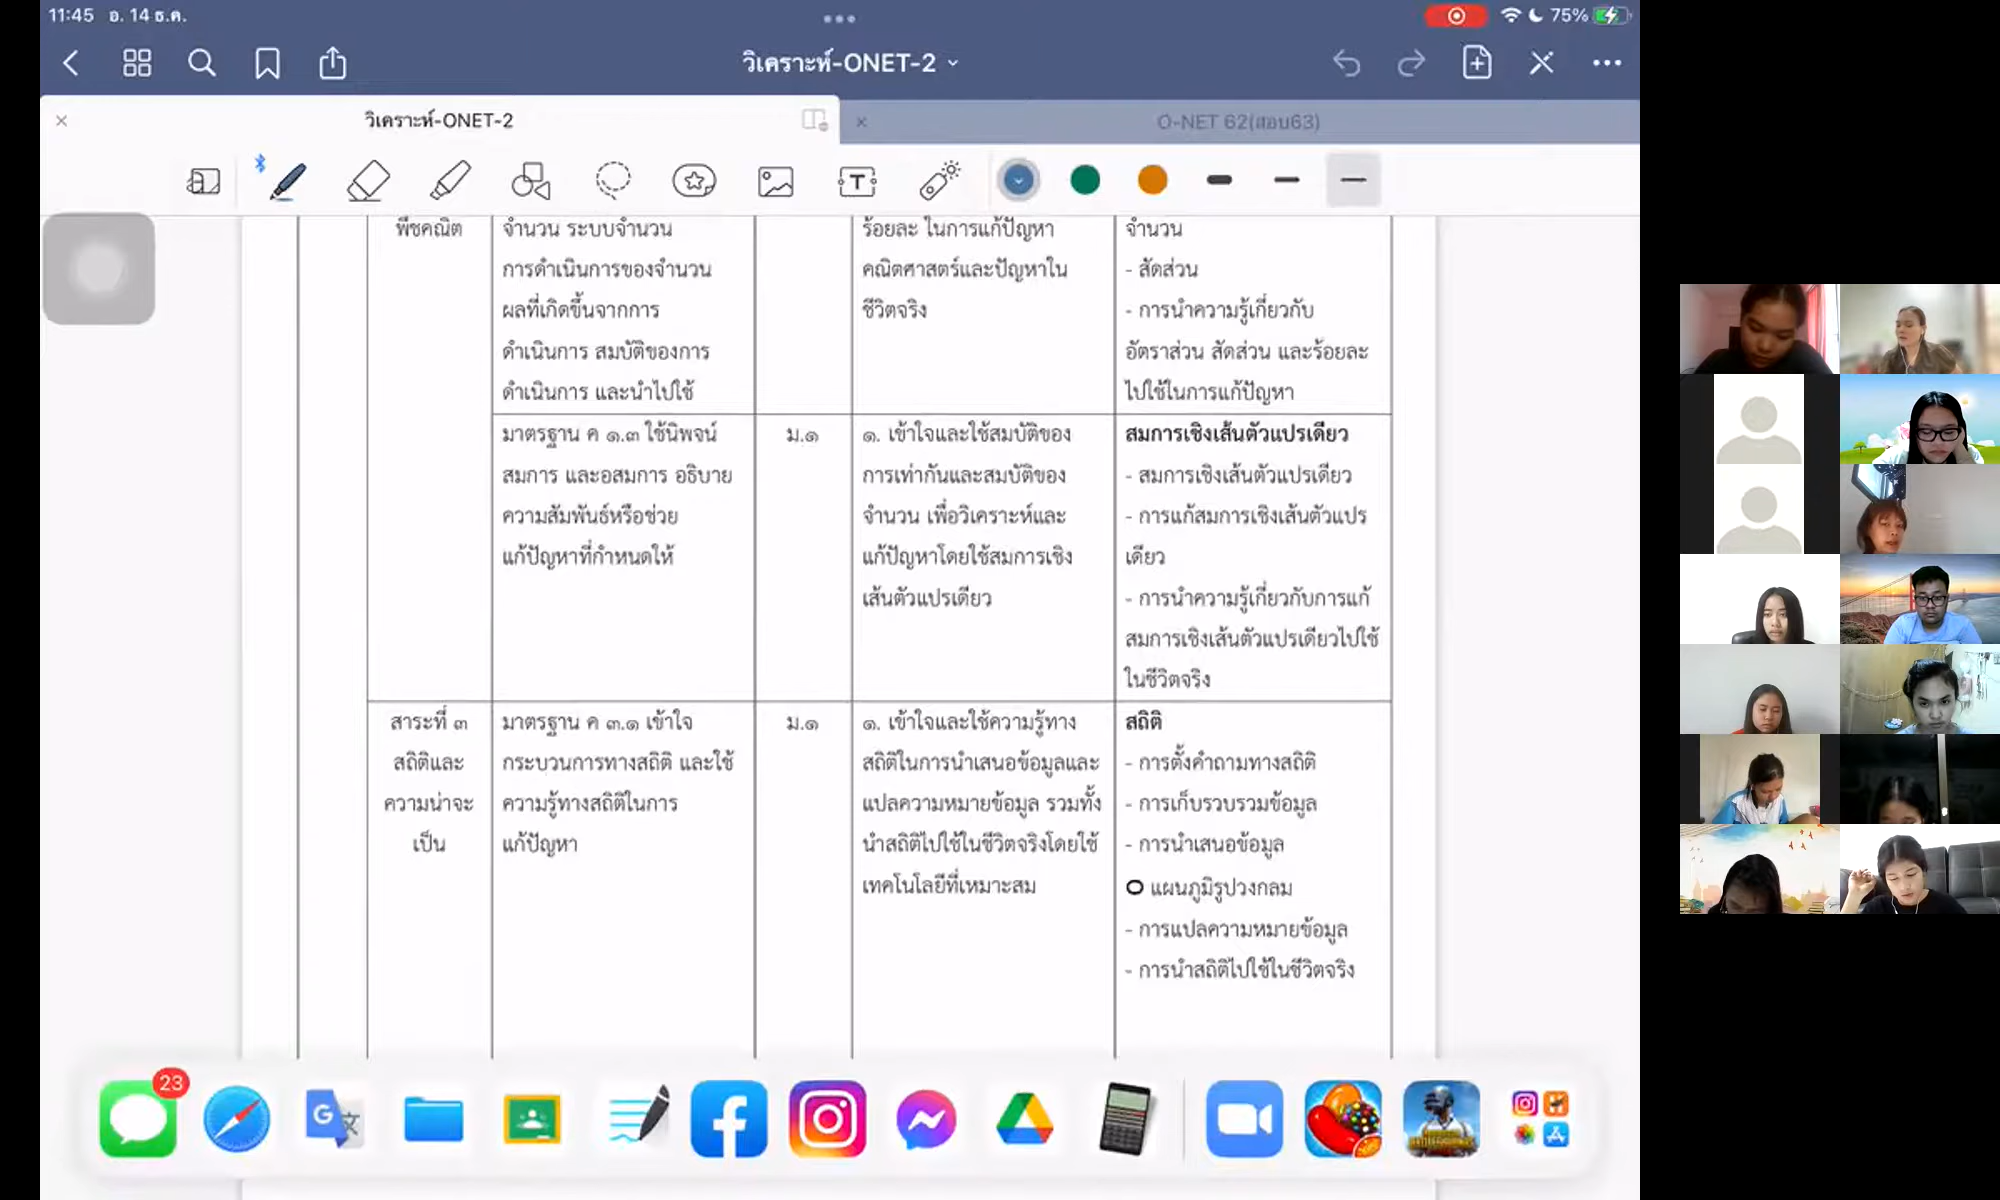 11:45 อ. 14 ธ.ค.
75%
วิเคราะห์-ONET-2
วิเคราะห์-ONET-2
O-NET 62(สอบ63)
พีชคณิต
จำนวน ระบบจำนวน
การดำเนินการของจำนวน
ผลที่เกิดขึ้นจากการ
ดำเนินการ สมบัติของการ
ดำเนินการ และนำไปใช้
ร้อยละ ในการแก้ปัญหา
คณิตศาสตร์และปัญหาใน
ชีวิตจริง
จำนวน
- สัดส่วน
- การนำความรู้เกี่ยวกับ
อัตราส่วน สัดส่วน และร้อยละ
ไปใช้ในการแก้ปัญหา
มาตรฐาน ค ๑.๓ ใช้นิพจน์
สมการ และอสมการ อธิบาย
ความสัมพันธ์หรือช่วย
แก้ปัญหาที่กำหนดให้
ม.๑
๑. เข้าใจและใช้สมบัติของ
การเท่ากันและสมบัติของ
จำนวน เพื่อวิเคราะห์และ
แก้ปัญหาโดยใช้สมการเชิง
เส้นตัวแปรเดียว
สมการเชิงเส้นตัวแปรเดียว
- สมการเชิงเส้นตัวแปรเดียว
- การแก้สมการเชิงเส้นตัวแปร
เดียว
- การนำความรู้เกี่ยวกับการแก้
สมการเชิงเส้นตัวแปรเดียวไปใช้
ในชีวิตจริง
สาระที่ ๓
สถิติและ
ความน่าจะ
เป็น
มาตรฐาน ค ๓.๑ เข้าใจ
กระบวนการทางสถิติ และใช้
ความรู้ทางสถิติในการ
แก้ปัญหา
ม.๑
๑. เข้าใจและใช้ความรู้ทาง
สถิติในการนำเสนอข้อมูลและ
แปลความหมายข้อมูล รวมทั้ง
นำสถิติไปใช้ในชีวิตจริงโดยใช้
เทคโนโลยีที่เหมาะสม
สถิติ
- การตั้งคำถามทางสถิติ
- การเก็บรวบรวมข้อมูล
- การนำเสนอข้อมูล
O แผนภูมิรูปวงกลม
- การแปลความหมายข้อมูล
- การนำสถิติไปใช้ในชีวิตจริง
23